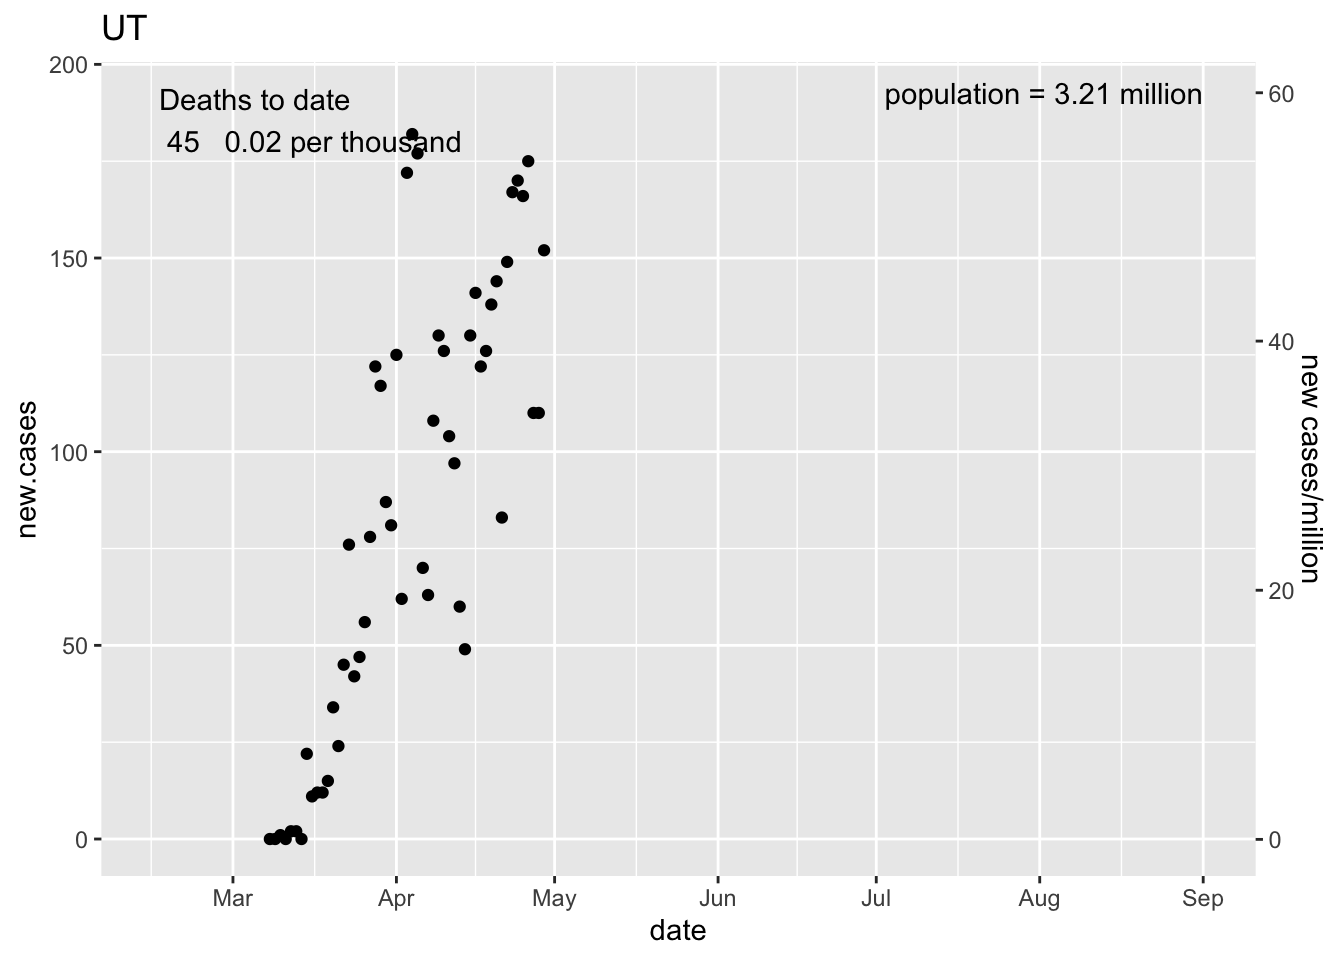 UT
Deaths to date
45 0.02 per thousand
population = 3.21 million
200
150
100
50
0
new.cases
60
40
20
0
new cases/million
Mar Apr May Jun Jul Aug Sep
date